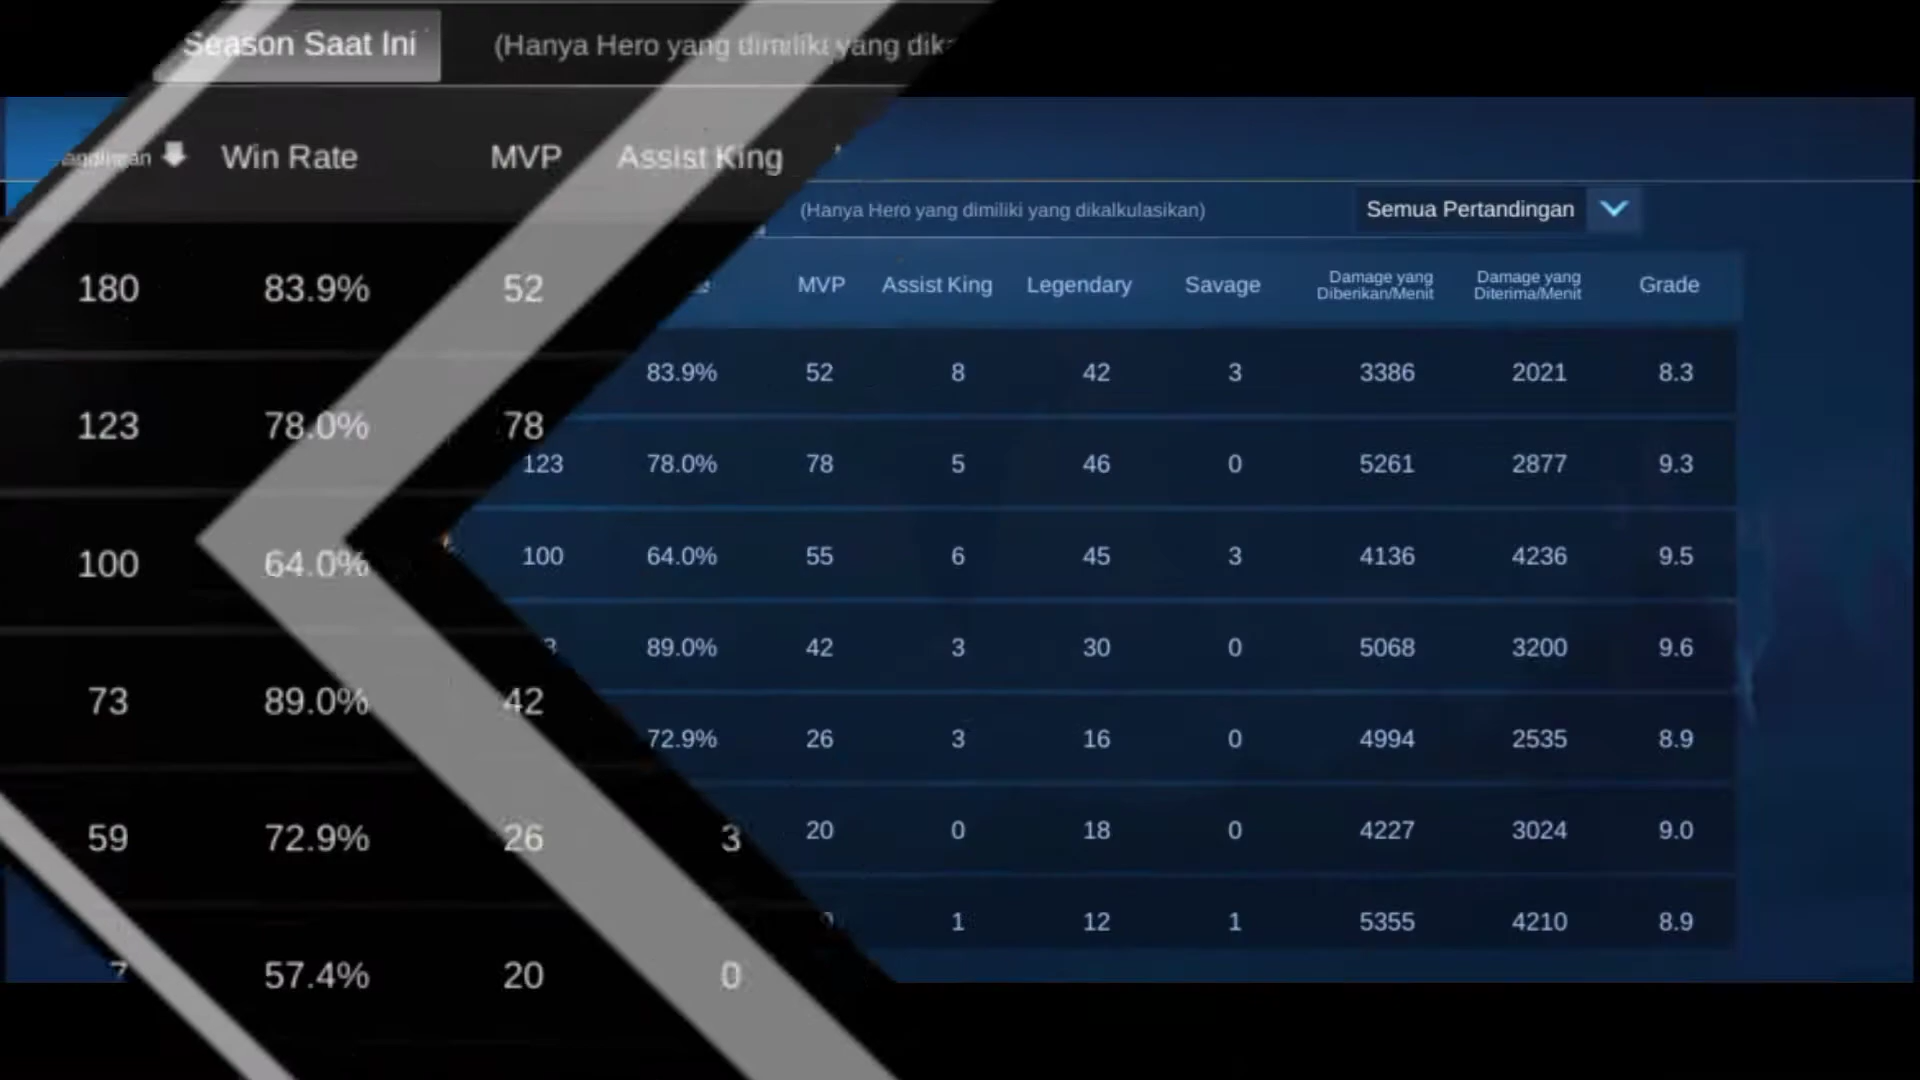 Season Saat Ini (Hanya Hero yang dimiliki yang
Win Rate MVP Assist King
180 83.9% 52
123 78.0% 78
100 64.0%
73 89.0% 42
59 72.9% 26 3
7 57.4% 20 0
(Hanya Hero yang dimiliki yang dikalkulasikan) Semua Pertandingan
MVP Assist King Legendary Savage Damage yang Diberikan/Menit Damage yang Diterima/Menit Grade
83.9% 52 8 42 3 3386 2021 8.3
123 78.0% 78 5 46 0 5261 2877 9.3
100 64.0% 55 6 45 3 4136 4236 9.5
89.0% 42 3 30 0 5068 3200 9.6
72.9% 26 3 16 0 4994 2535 8.9
20 0 18 0 4227 3024 9.0
1 12 1 5355 4210 8.9